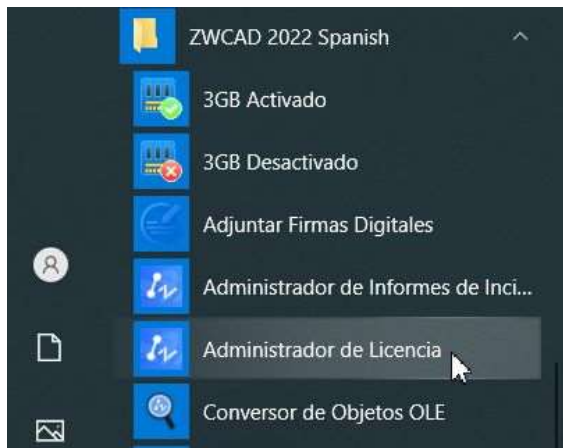 ZWCAD 2022 Spanish
3GB Activado
3GB Desactivado
Adjuntar Firmas Digitales
Administrador de Informes de Inci...
Administrador de Licencia
Conversor de Objetos OLE